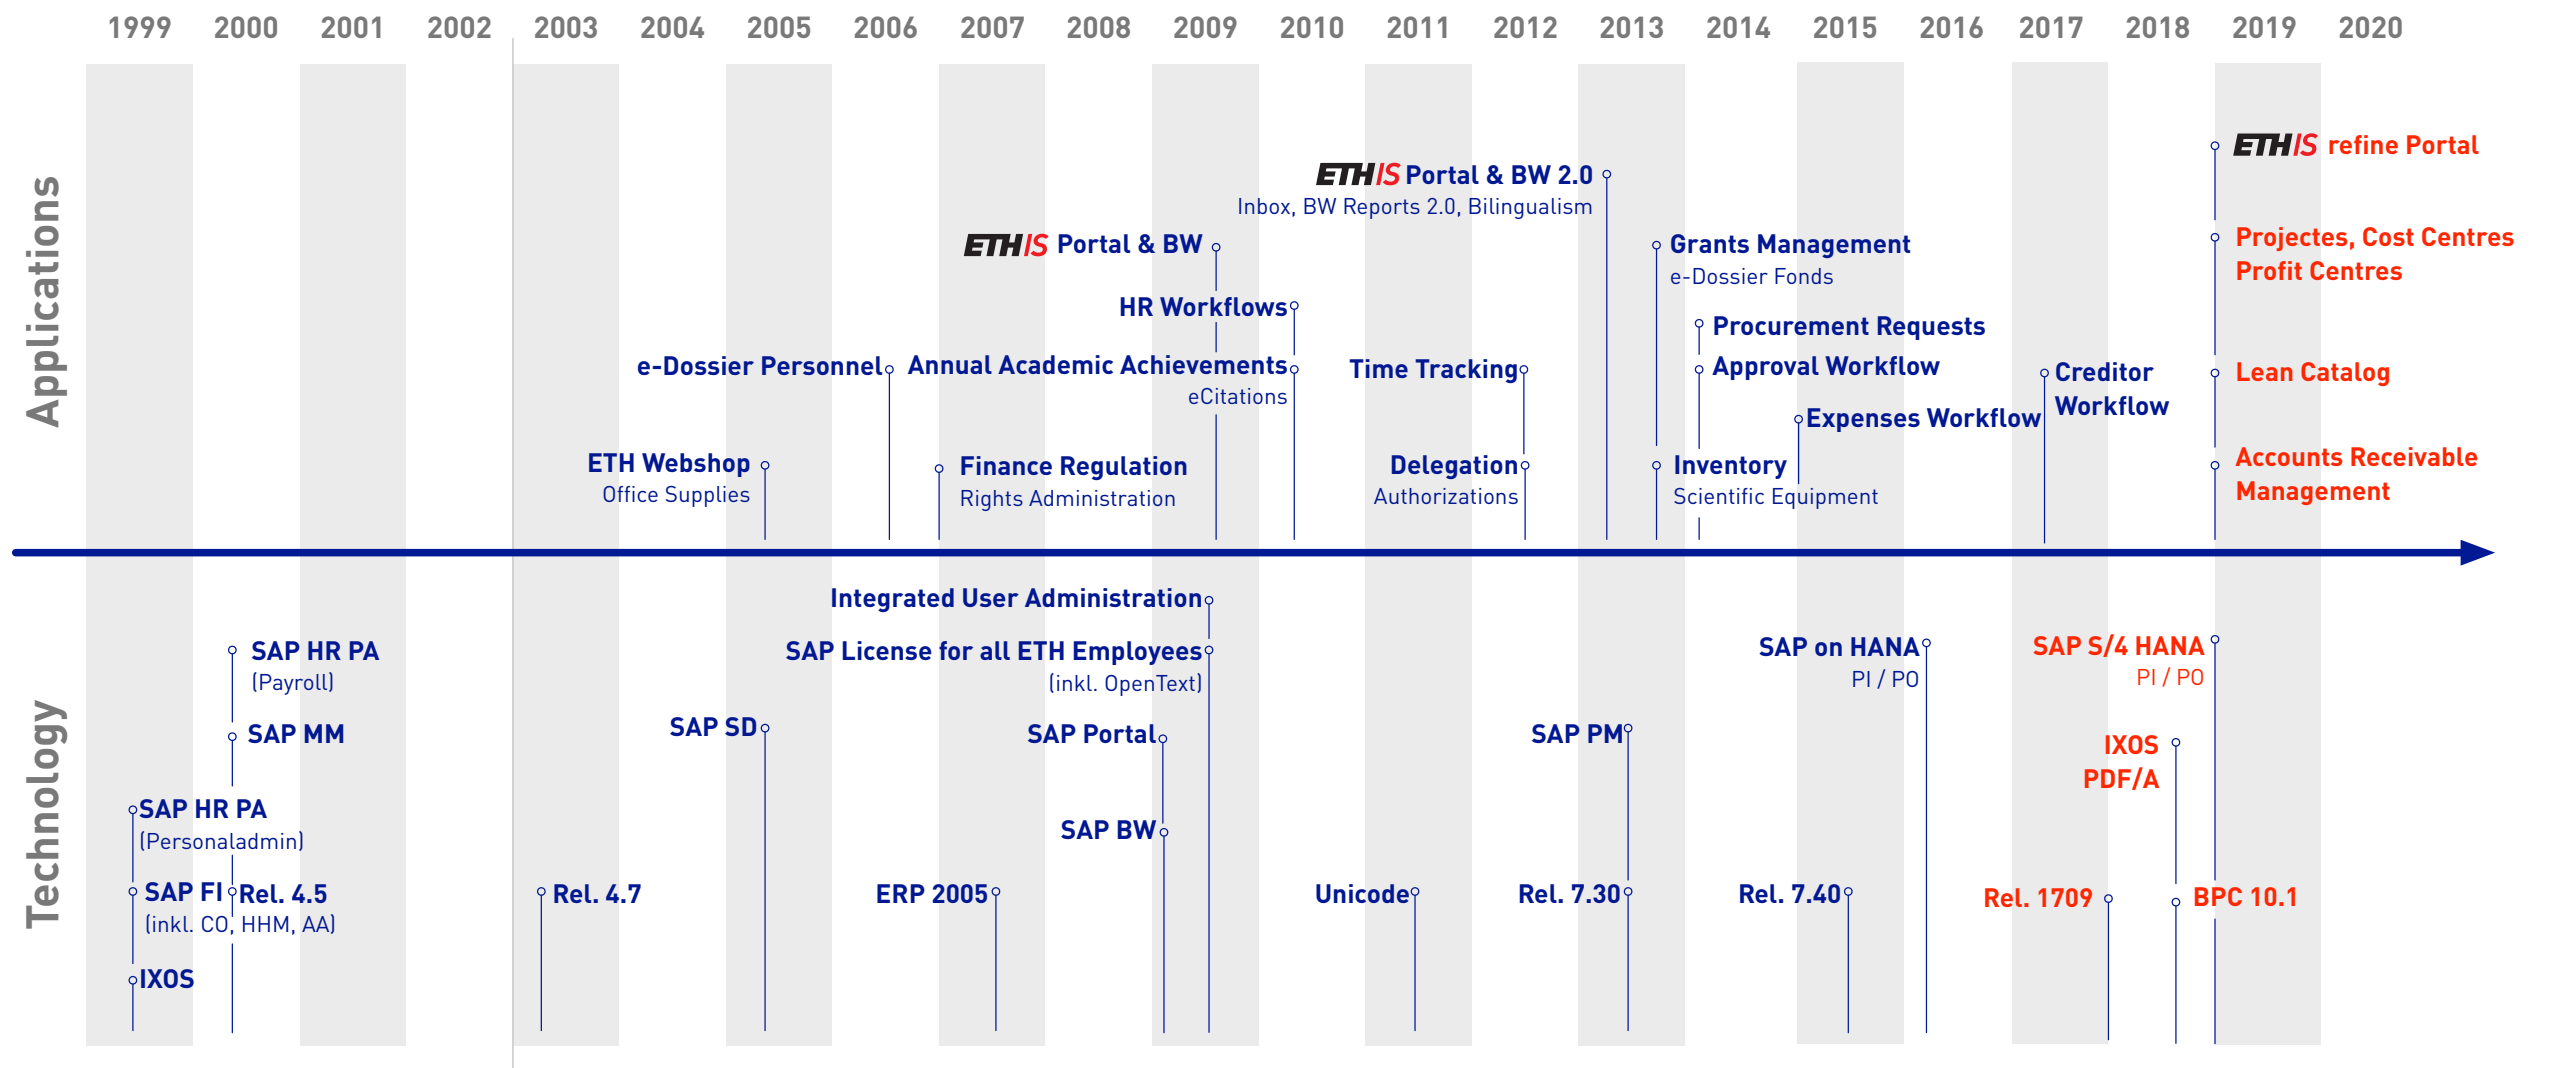 1999 2000 2001 2002 2003 2004 2005 2006 2007 2008 2009 2010 2011 2012 2013 2014 2015 2016 2017 2018 2019 2020
Applications
ETHIS refine Portal
ETHIS Portal & BW 2.0
Inbox, BW Reports 2.0, Bilingualism
Projectes, Cost Centres
Profit Centres
ETHIS Portal & BW
Grants Management
e-Dossier Fonds
HR Workflows
Procurement Requests
e-Dossier Personnel
Annual Academic Achievements
eCitations
Time Tracking
Approval Workflow
Creditor
Workflow
Lean Catalog
Expenses Workflow
ETH Webshop
Office Supplies
Finance Regulation
Rights Administration
Delegation
Authorizations
Inventory
Scientific Equipment
Accounts Receivable
Management
Technology
Integrated User Administration
SAP HR PA
(Payroll)
SAP License for all ETH Employees
(inkl. OpenText)
SAP on HANA
PI / PO
SAP S/4 HANA
PI / PO
SAP MM
SAP SD
SAP Portal
SAP PM
IXOS
PDF/A
SAP HR PA
(Personaladmin)
SAP BW
SAP FI
(inkl. CO, HHM, AA)
Rel. 4.5
Rel. 4.7
ERP 2005
Unicode
Rel. 7.30
Rel. 7.40
Rel. 1709
BPC 10.1
IXOS